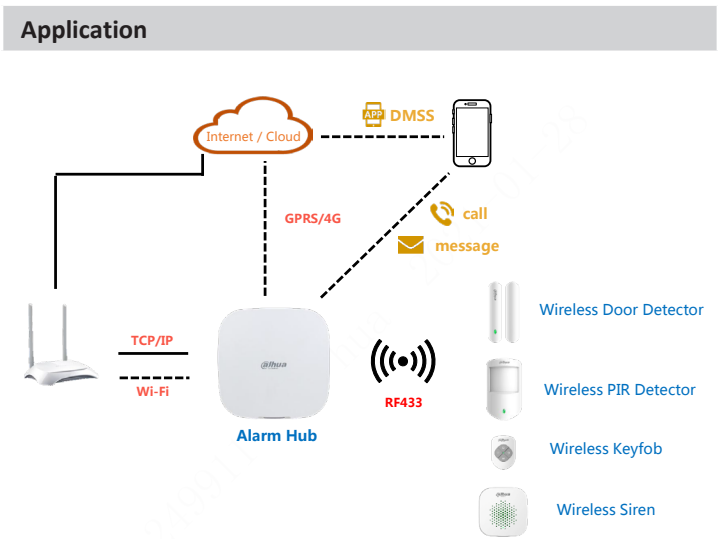 Application
Internet / Cloud
APP DMSS
GPRS/4G
call
message
Wireless Door Detector
TCP/IP
Wi-Fi
alhua
RF433
Wireless PIR Detector
Alarm Hub
Wireless Keyfob
alhua
Wireless Siren